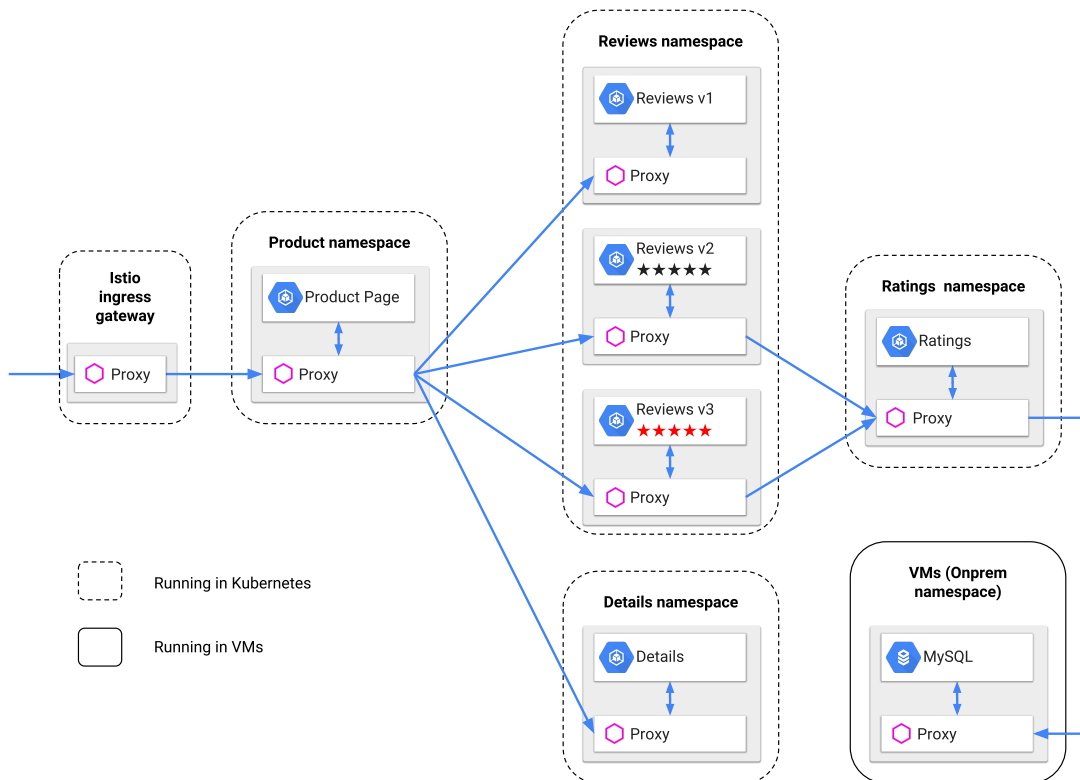 Istio
ingress
gateway
Proxy
Product namespace
Product Page
Proxy
Reviews namespace
Reviews v1
Proxy
Reviews v2
★★★★★
Proxy
Reviews v3
★★★★★
Proxy
Ratings namespace
Ratings
Proxy
Details namespace
Details
Proxy
VMs (Onprem
namespace)
MySQL
Proxy
Running in Kubernetes
Running in VMs